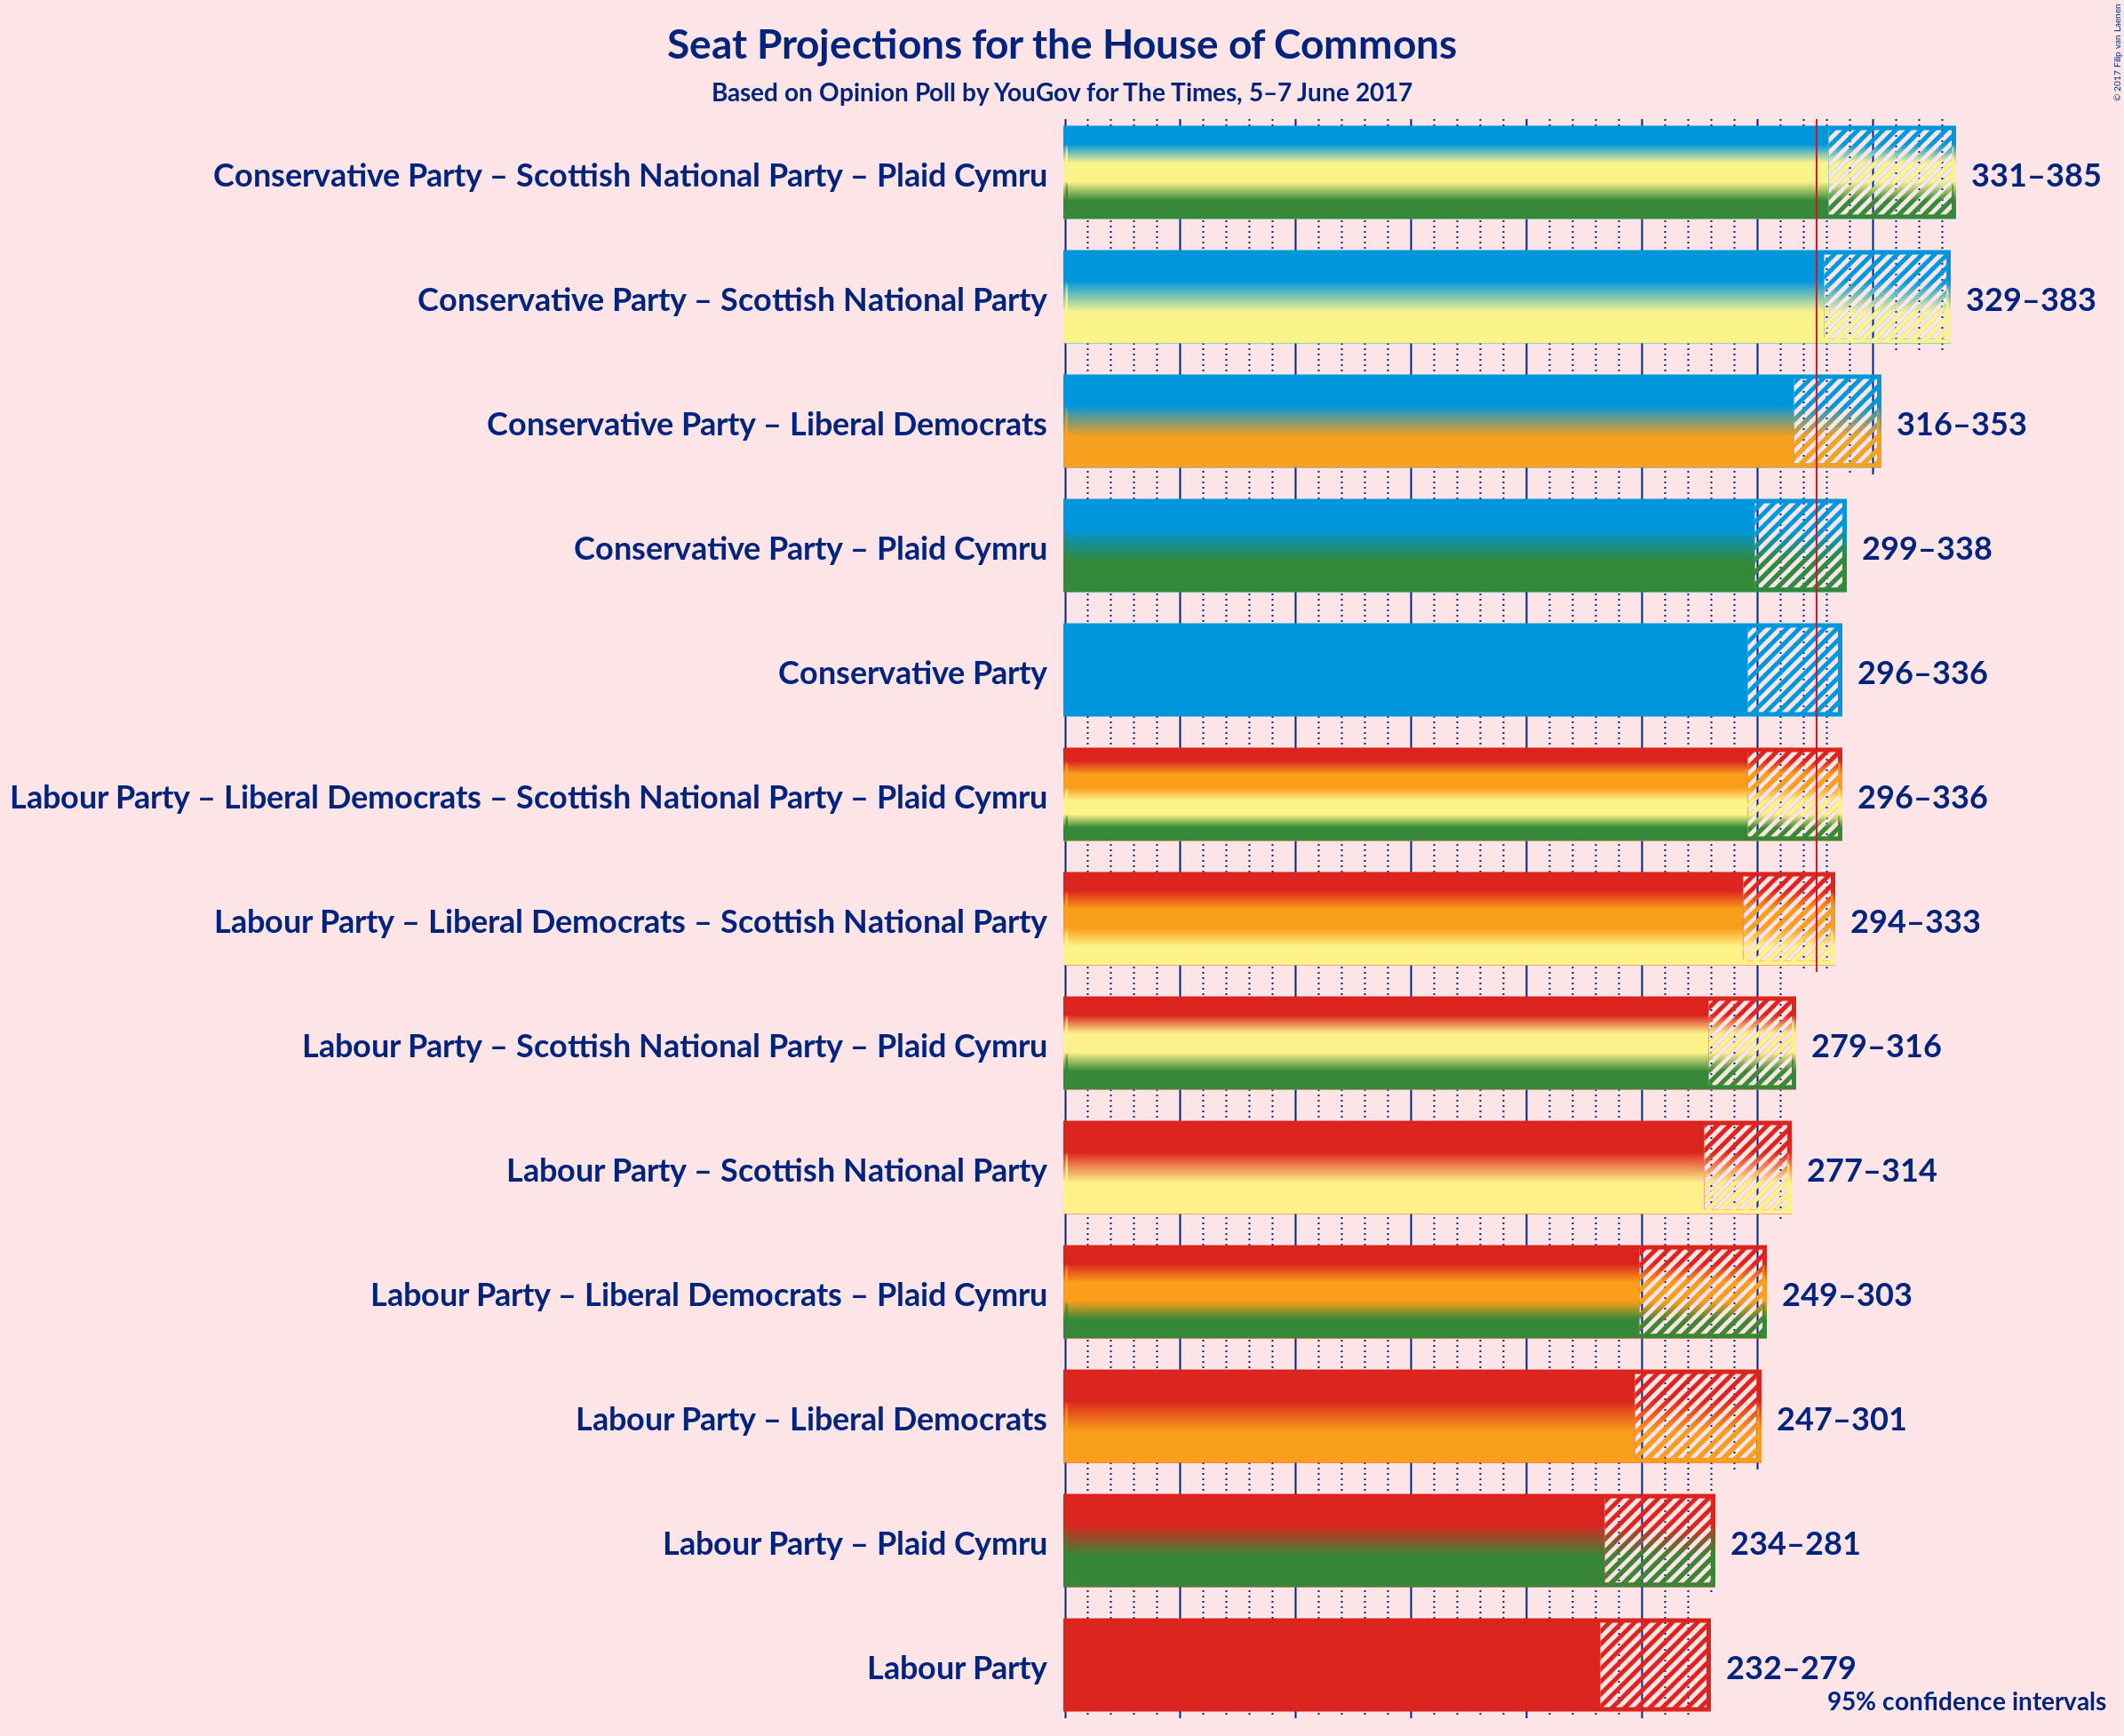 Seat Projections for the House of Commons
Based on Opinion Poll by YouGov for The Times, 5–7 June 2017
© 2017 Filip van Laenen
Conservative Party – Scottish National Party – Plaid Cymru 331–385
Conservative Party – Scottish National Party 329–383
Conservative Party – Liberal Democrats 316–353
Conservative Party – Plaid Cymru 299–338
Conservative Party 296–336
Labour Party – Liberal Democrats – Scottish National Party – Plaid Cymru 296–336
Labour Party – Liberal Democrats – Scottish National Party 294–333
Labour Party – Scottish National Party – Plaid Cymru 279–316
Labour Party – Scottish National Party 277–314
Labour Party – Liberal Democrats – Plaid Cymru 249–303
Labour Party – Liberal Democrats 247–301
Labour Party – Plaid Cymru 234–281
Labour Party 232–279
95% confidence intervals